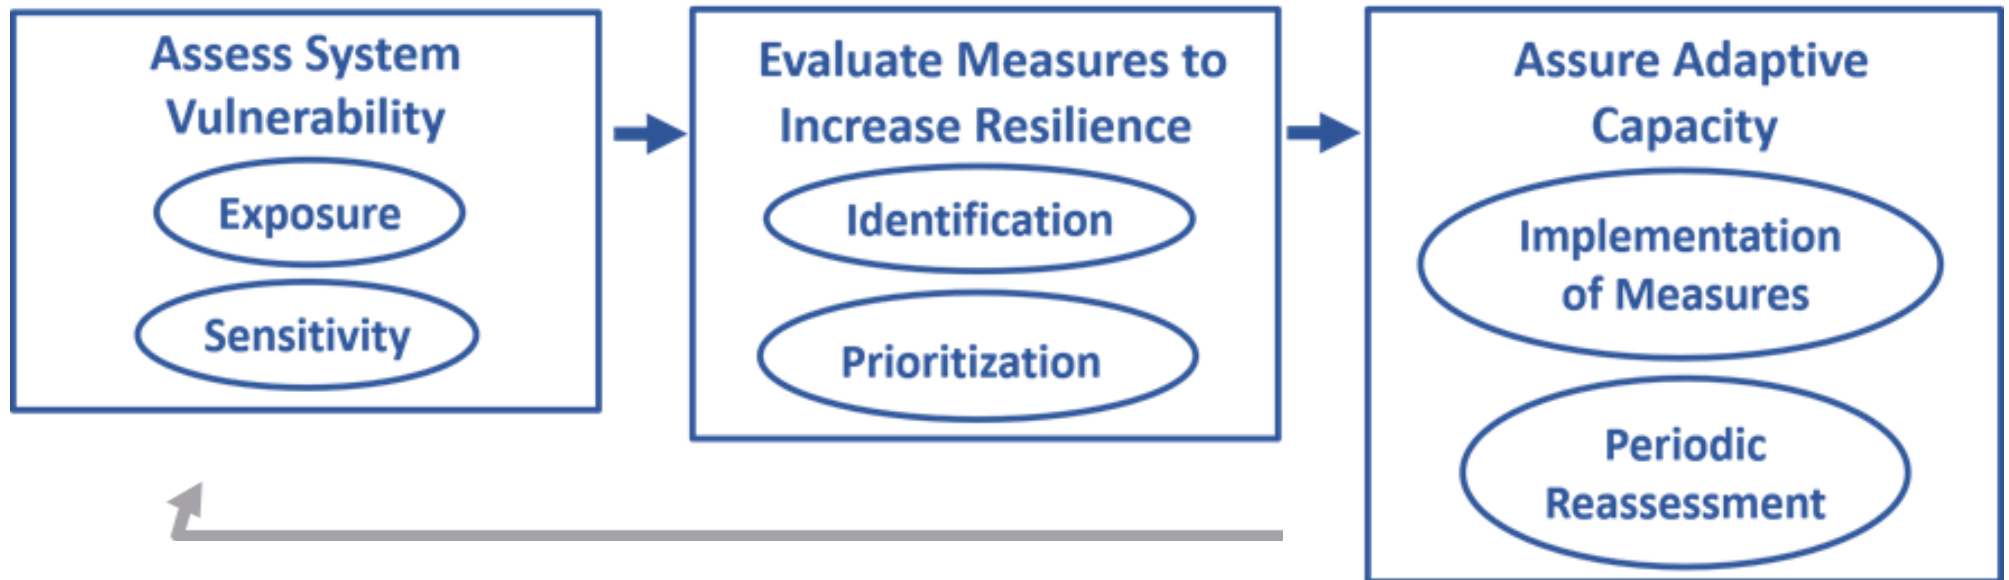 Assess System
Vulnerability
Exposure
Sensitivity
Evaluate Measures to
Increase Resilience
Identification
Prioritization
Assure Adaptive
Capacity
Implementation
of Measures
Periodic
Reassessment